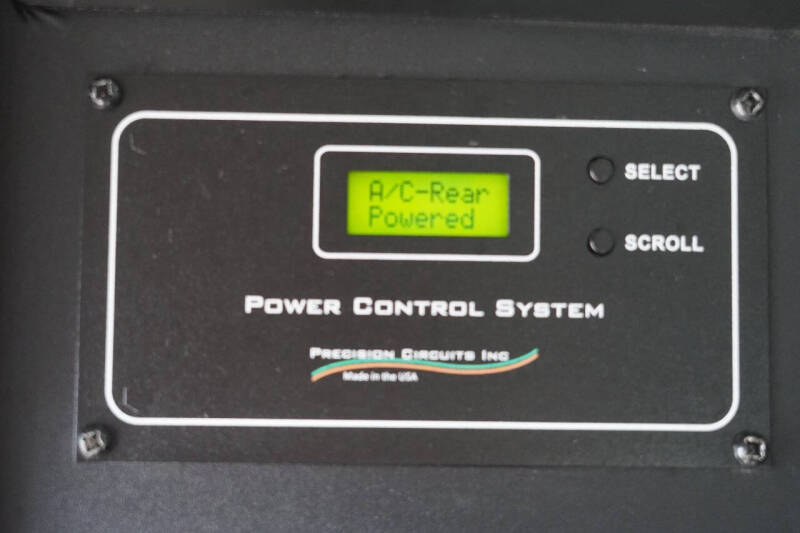 A/C-Rear
Powered
SELECT
SCROLL
POWER CONTROL SYSTEM
PRECISION CIRCUITS INC
Made in the USA